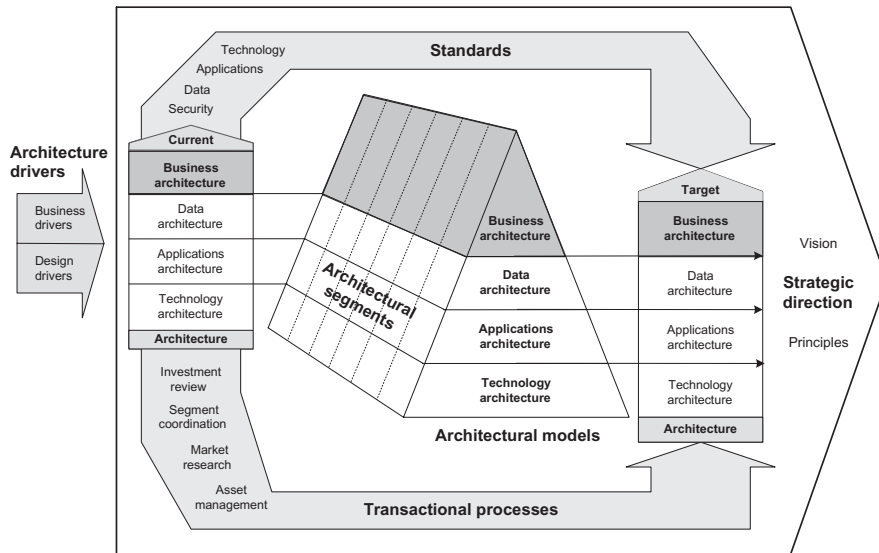 Technology
Applications
Data
Security
Standards
Architecture
drivers
Business
drivers
Design
drivers
Current
Business
architecture
Data
architecture
Applications
architecture
Technology
architecture
Architecture
Investment
review
Segment
coordination
Market
research
Asset
management
Transactional processes
Architectural
segments
Business
architecture
Data
architecture
Applications
architecture
Technology
architecture
Architectural models
Target
Business
architecture
Data
architecture
Applications
architecture
Technology
architecture
Architecture
Vision
Strategic
direction
Principles